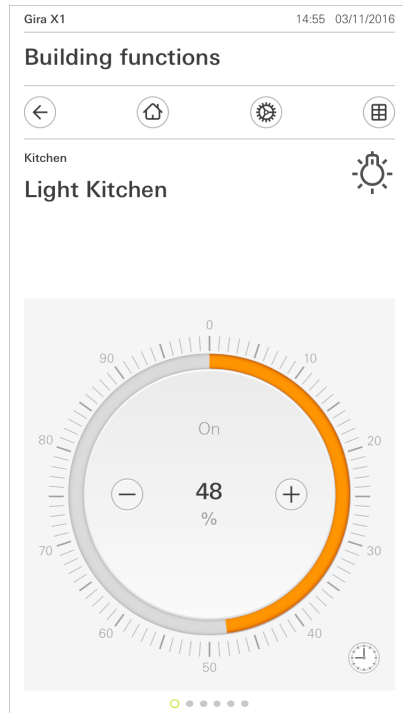 Gira X1 14:55 03/11/2016
Building functions
Kitchen
Light Kitchen
0
90 10
On
80 20
48
%
70 30
60 40
50